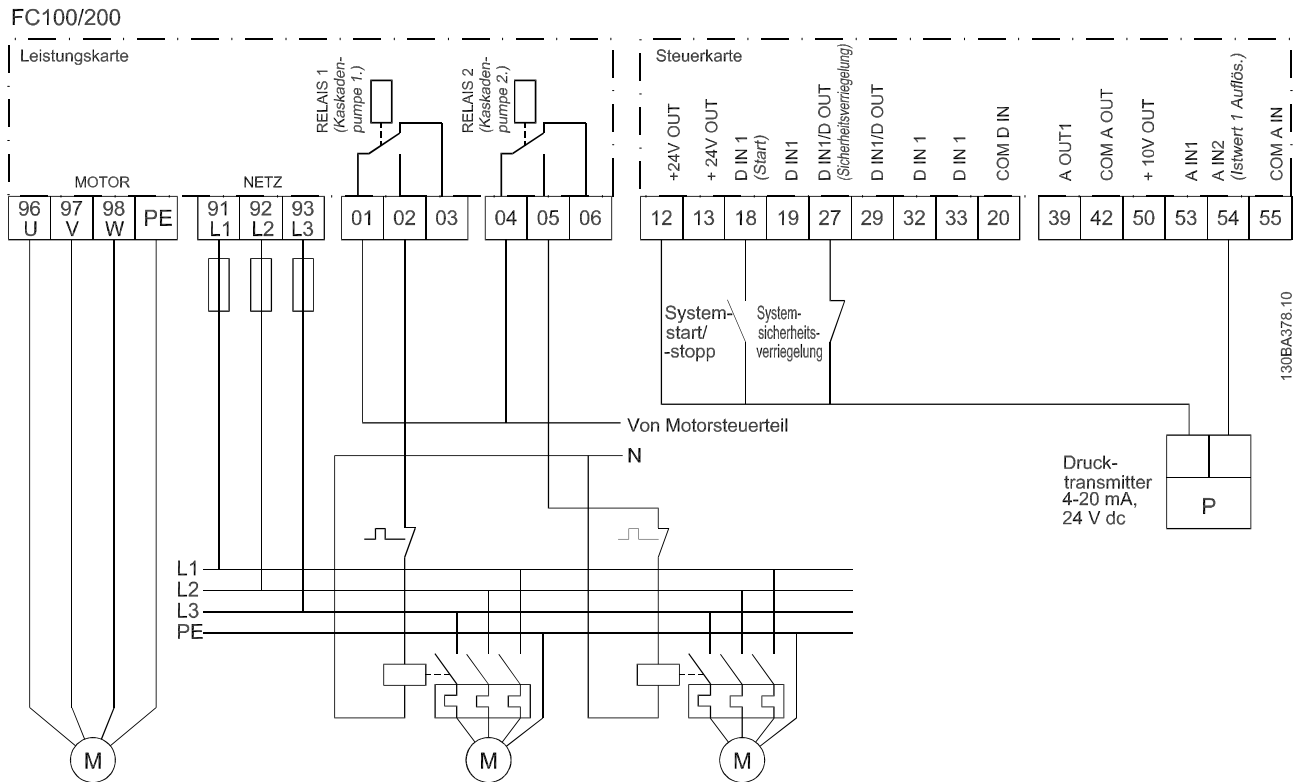 FC100/200
Leistungskarte
RELAIS 1
(Kaskaden-
pumpe 1.)
RELAIS 2
(Kaskaden-
pumpe 2.)
MOTOR
NETZ
96
U
97
V
98
W
PE
91
L1
92
L2
93
L3
01
02
03
04
05
06
Steuerkarte
+24V OUT
+ 24V OUT
D IN 1
(Start)
D IN1
D IN1/D OUT
(Sicherheitsverriegelung)
D IN1/D OUT
D IN 1
D IN 1
COM D IN
A OUT1
COM A OUT
+ 10V OUT
A IN1
A IN2
(Istwert 1 Auflös.)
COM A IN
12
13
18
19
27
29
32
33
20
39
42
50
53
54
55
System-
start/
-stopp
System-
sicherheits-
verriegelung
130BA378.10
Von Motorsteuerteil
N
Druck-
transmitter
4-20 mA,
24 V dc
P
L1
L2
L3
PE
M
M
M